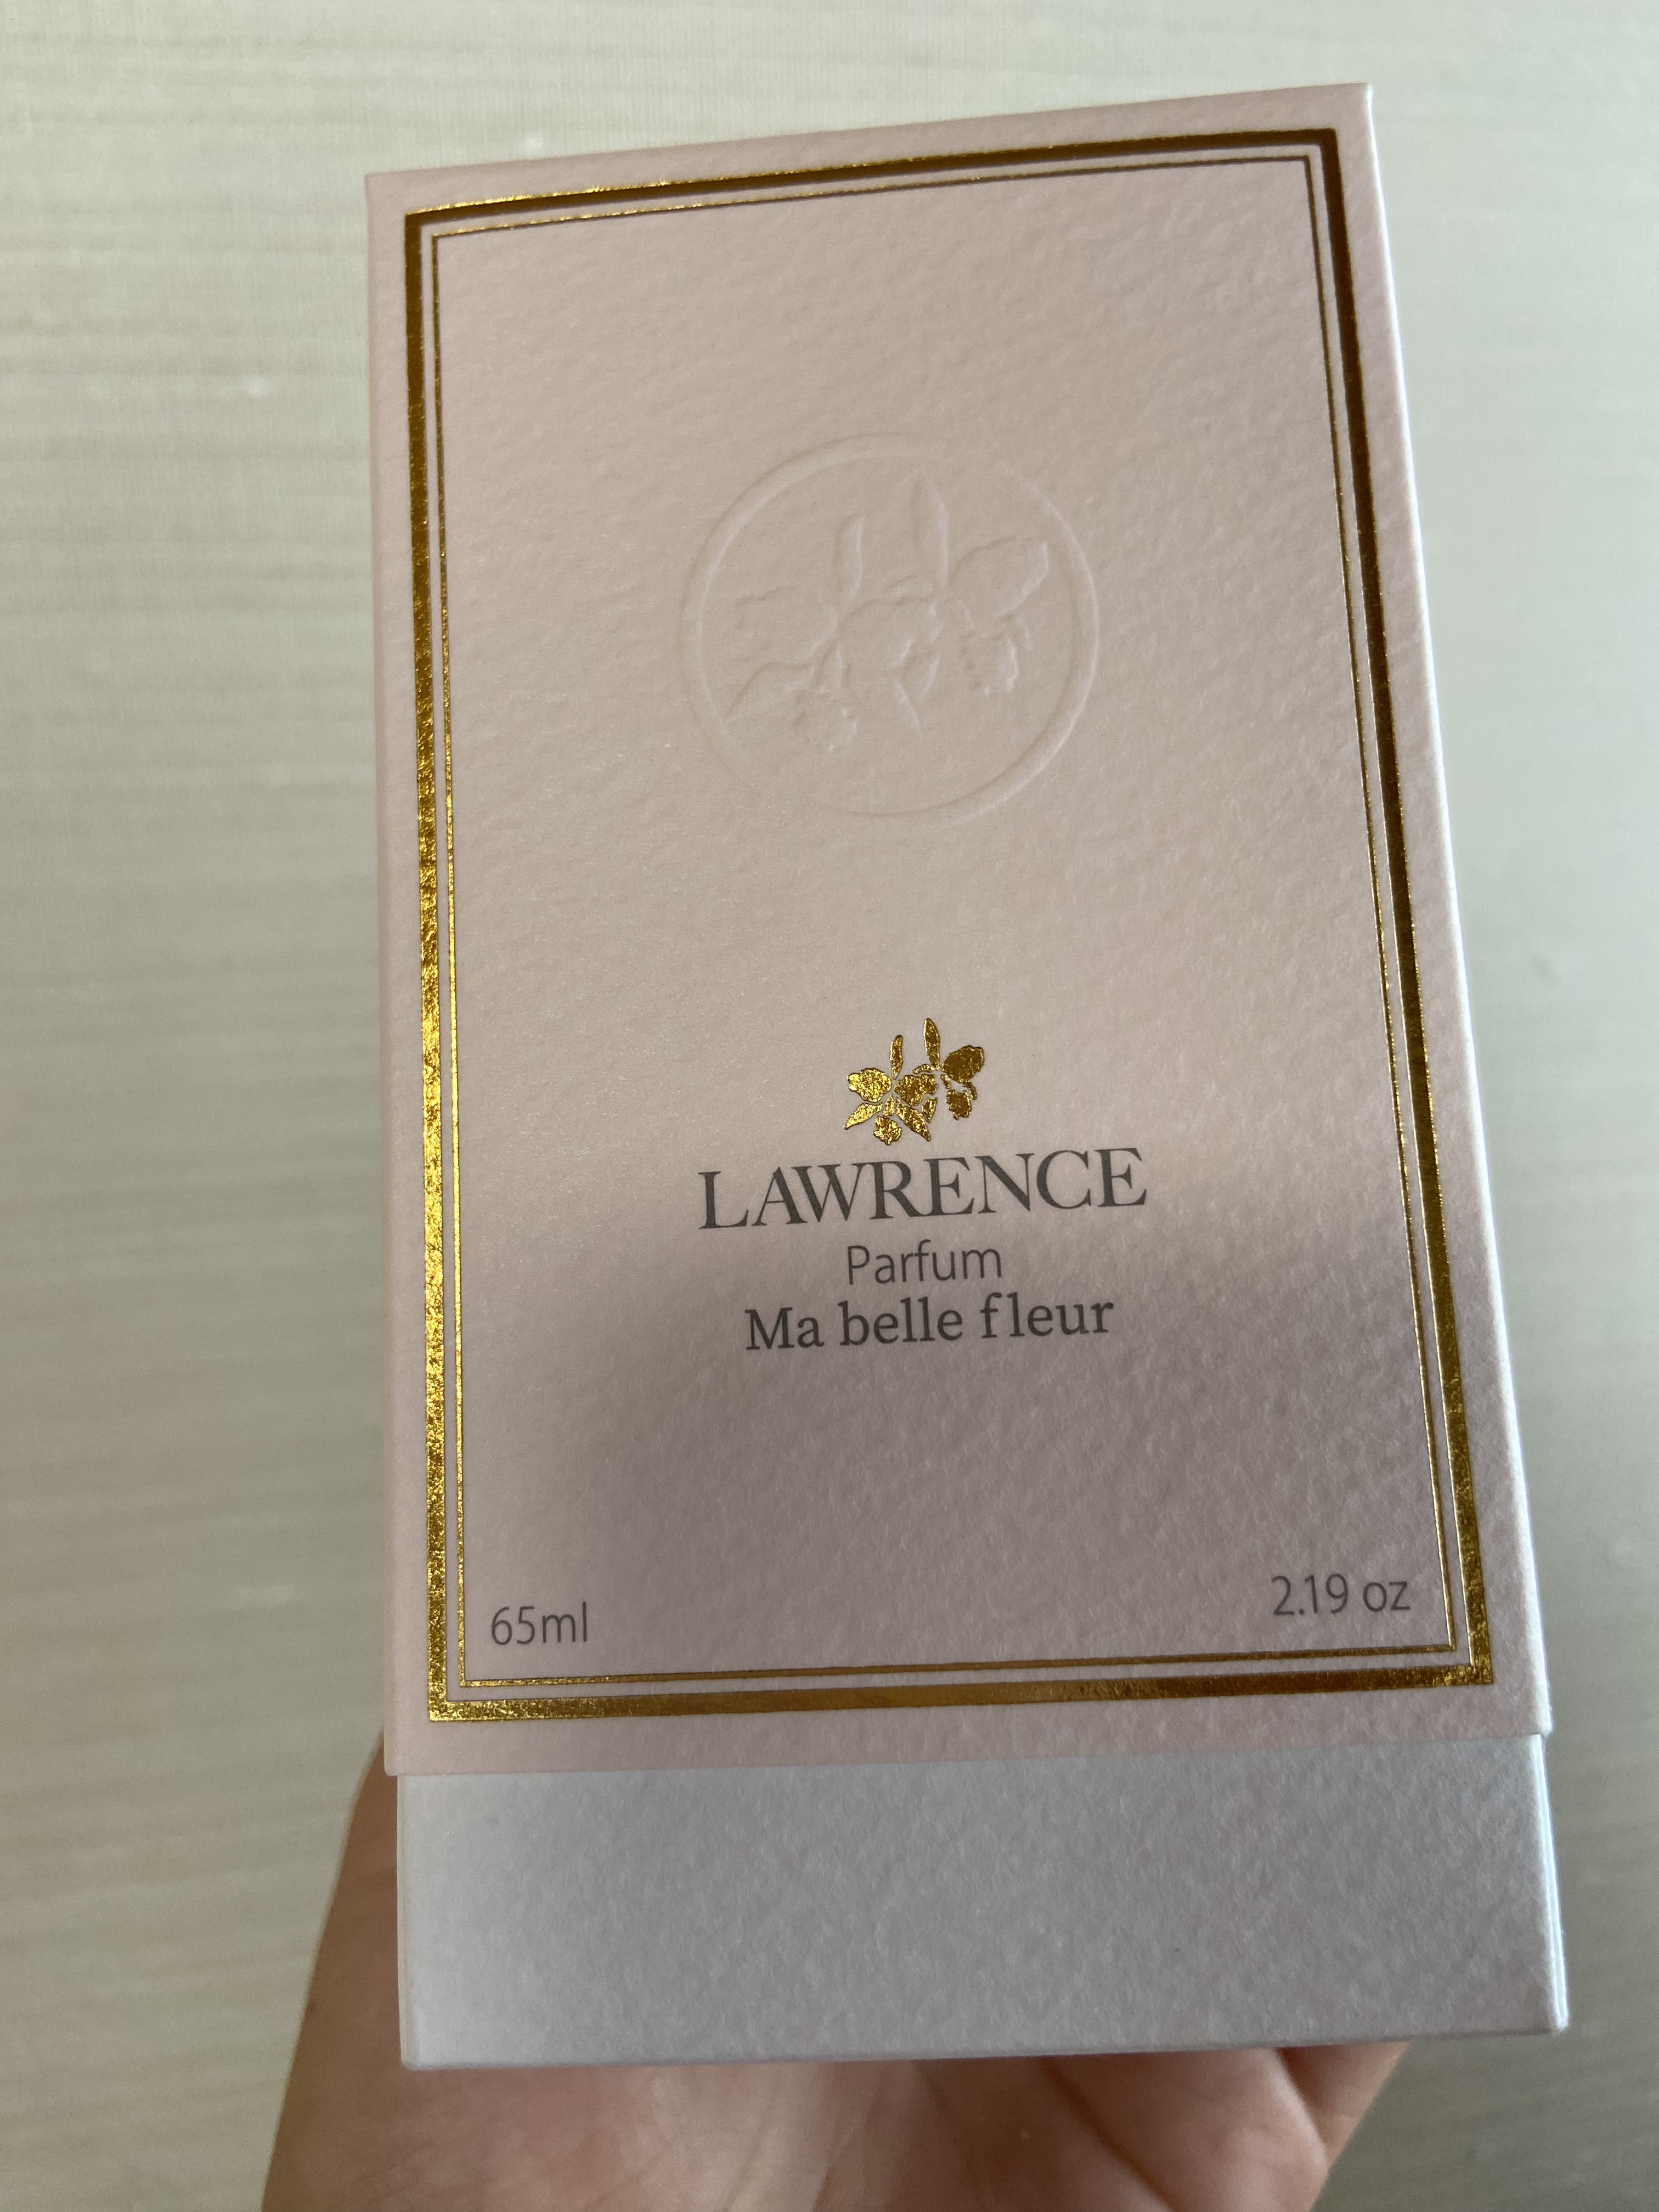 LAWRENCE
Parfum
Ma belle fleur
65ml
2.19 oz